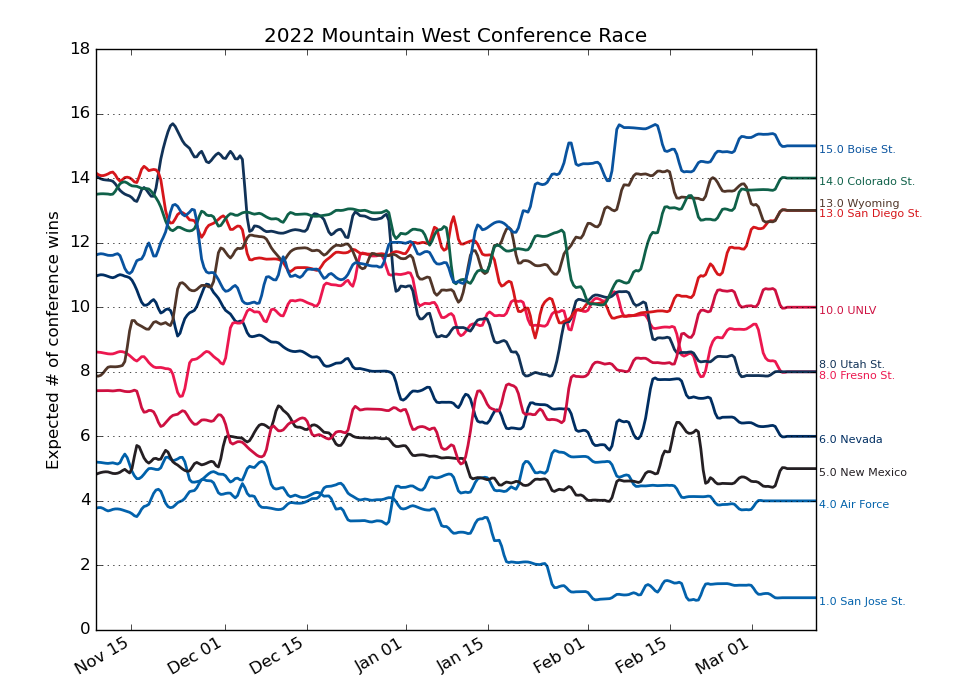 2022 Mountain West Conference Race
Expected # of conference wins
18
16
14
12
10
8
6
4
2
0
15.0 Boise St.
14.0 Colorado St.
13.0 Wyoming
13.0 San Diego St.
10.0 UNLV
8.0 Utah St.
8.0 Fresno St.
6.0 Nevada
5.0 New Mexico
4.0 Air Force
1.0 San Jose St.
Nov 15
Dec 01
Dec 15
Jan 01
Jan 15
Feb 01
Feb 15
Mar 01